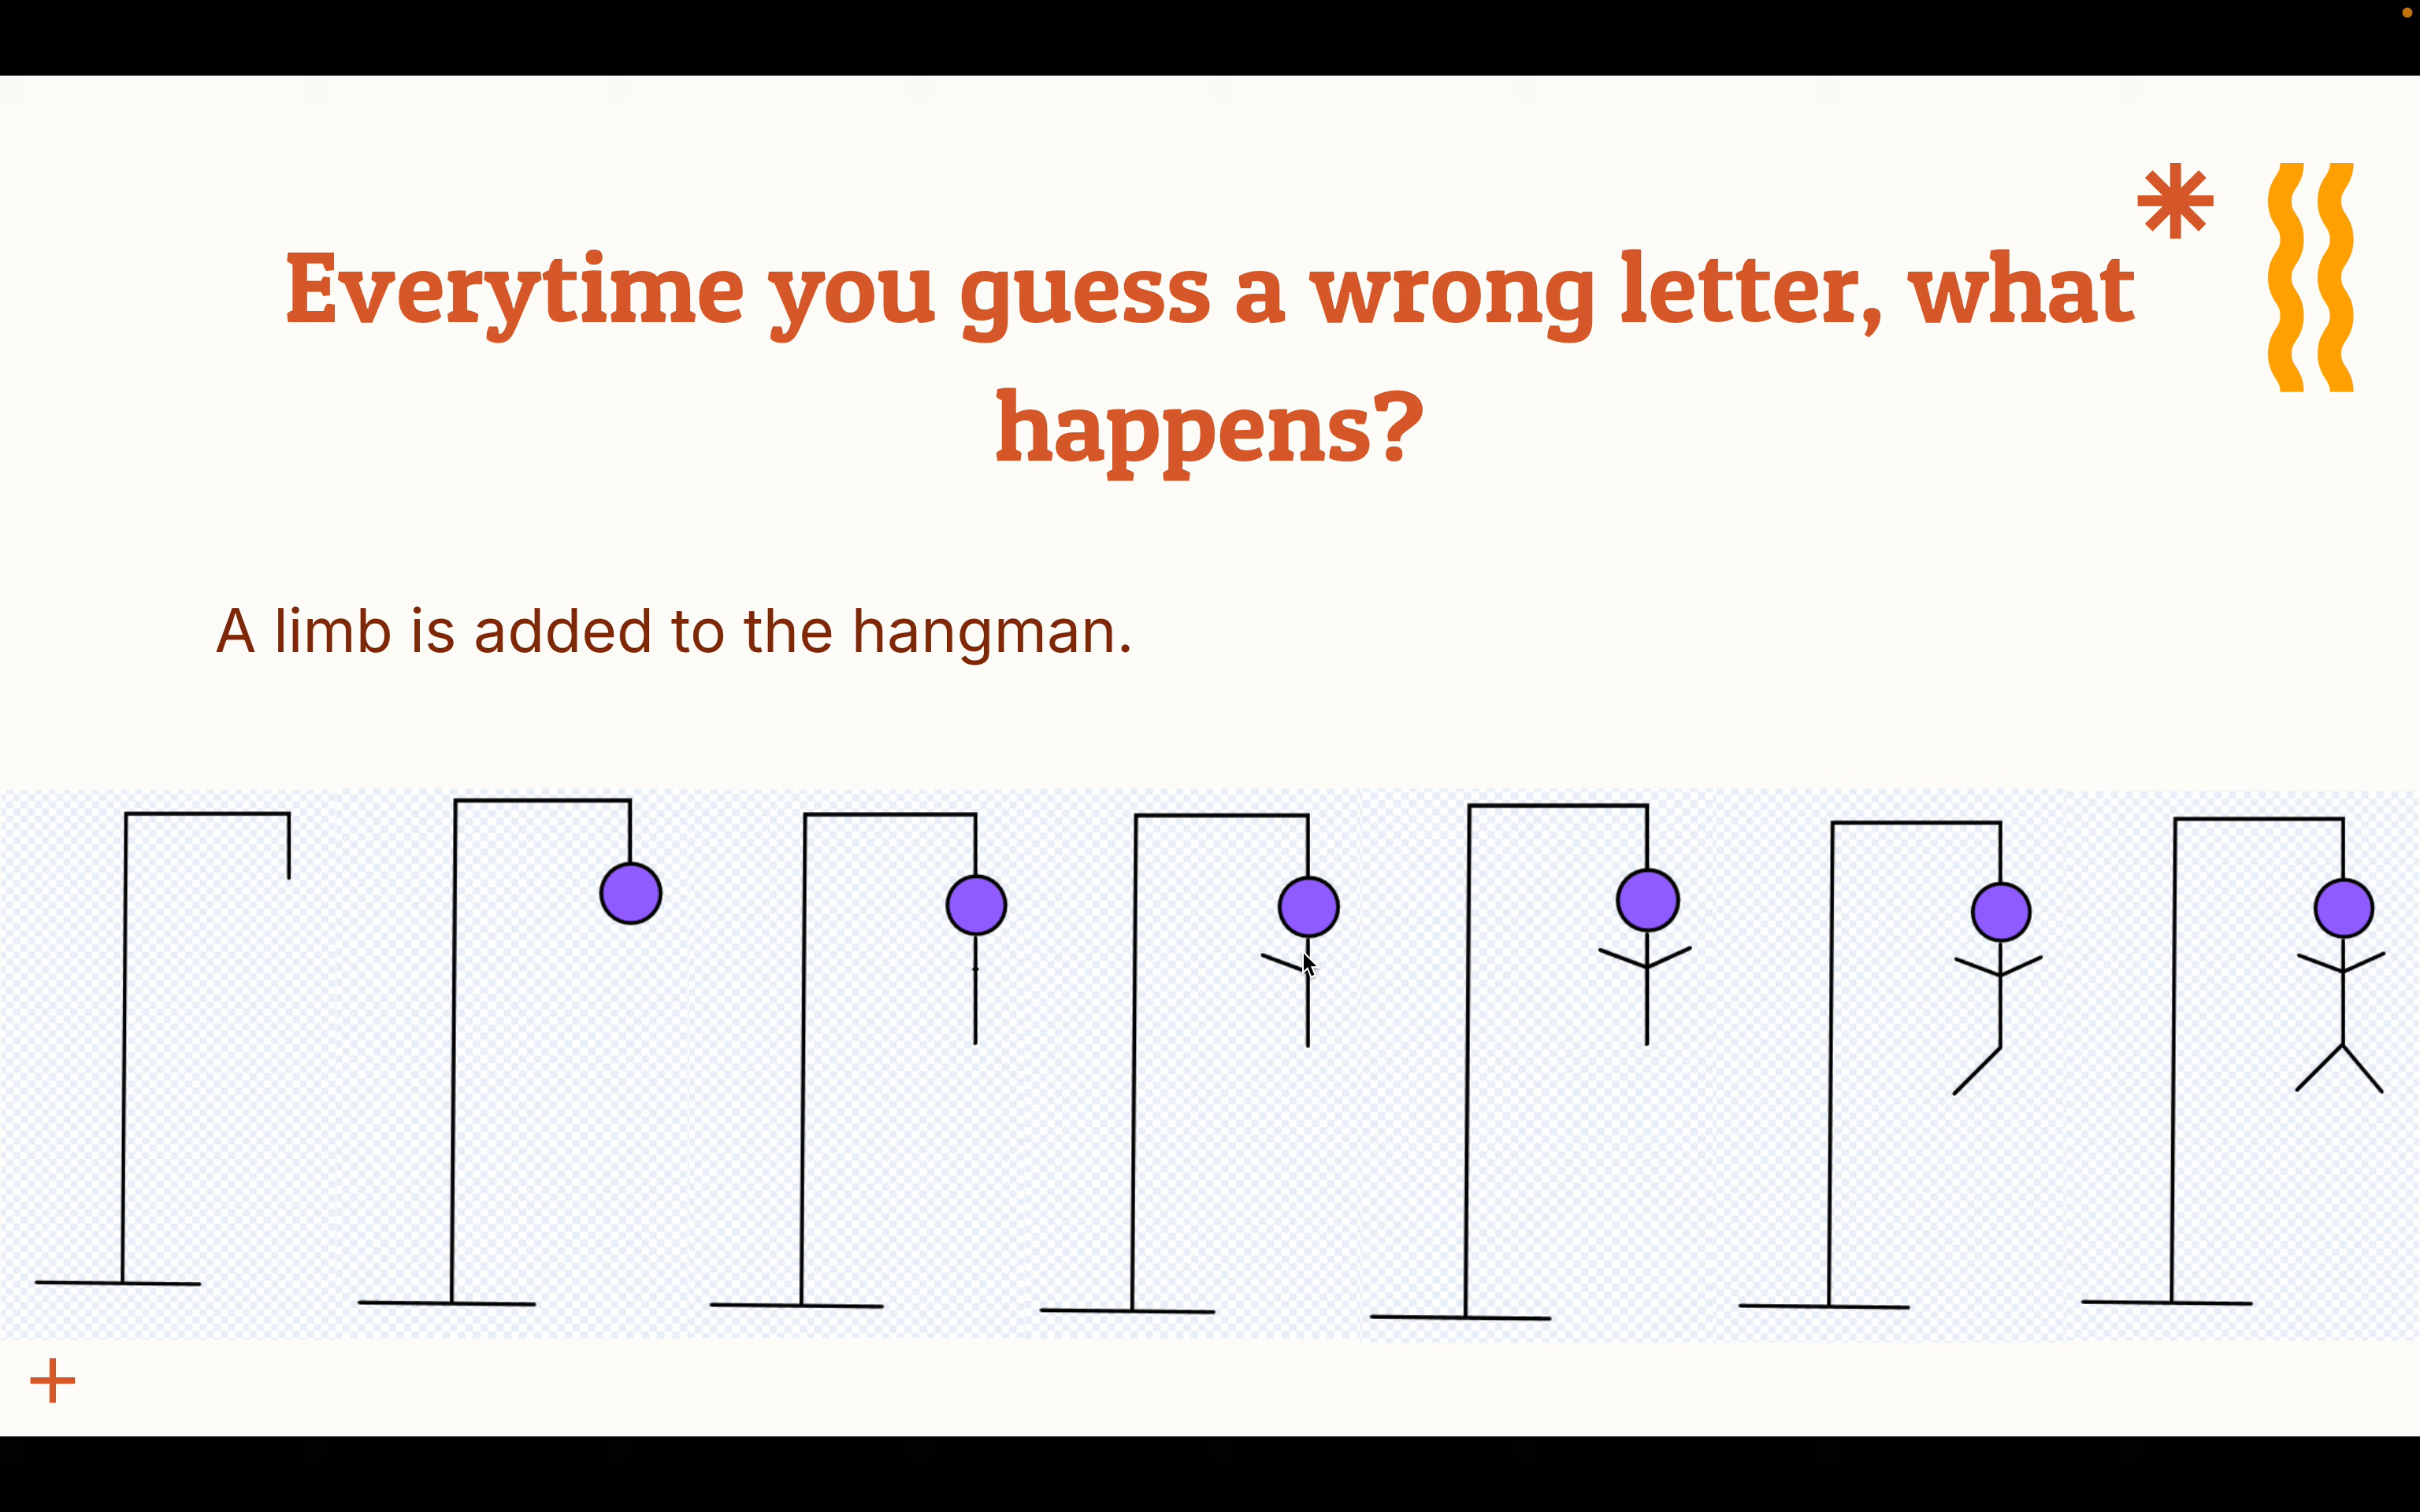 Everytime you guess a wrong letter, what
happens?
A limb is added to the hangman.